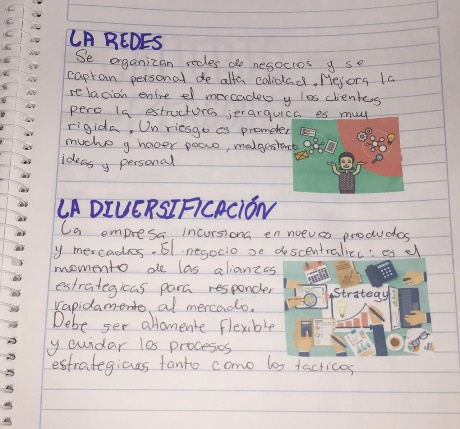 LA REDES
Se organizan redes de negocios y se
captan personal de alta calidad. Mejora la
relación entre el mercadeo y los clientes
pero la estructura jerarquica es muy
rigida. Un riesgo es prometer
mucho y hacer poco, malgastando
ideas y personal
LA DIVERSIFICACIÓN
La empresa incursiona en nuevos productos
y mercados. El negocio se descentraliza: es el
momento de las alianzas
estrategicas para responder
rapidamente al mercado.
Strategy
Debe ser altamente flexible
y cuidar los procesos
estrategicos tanto como los tacticos